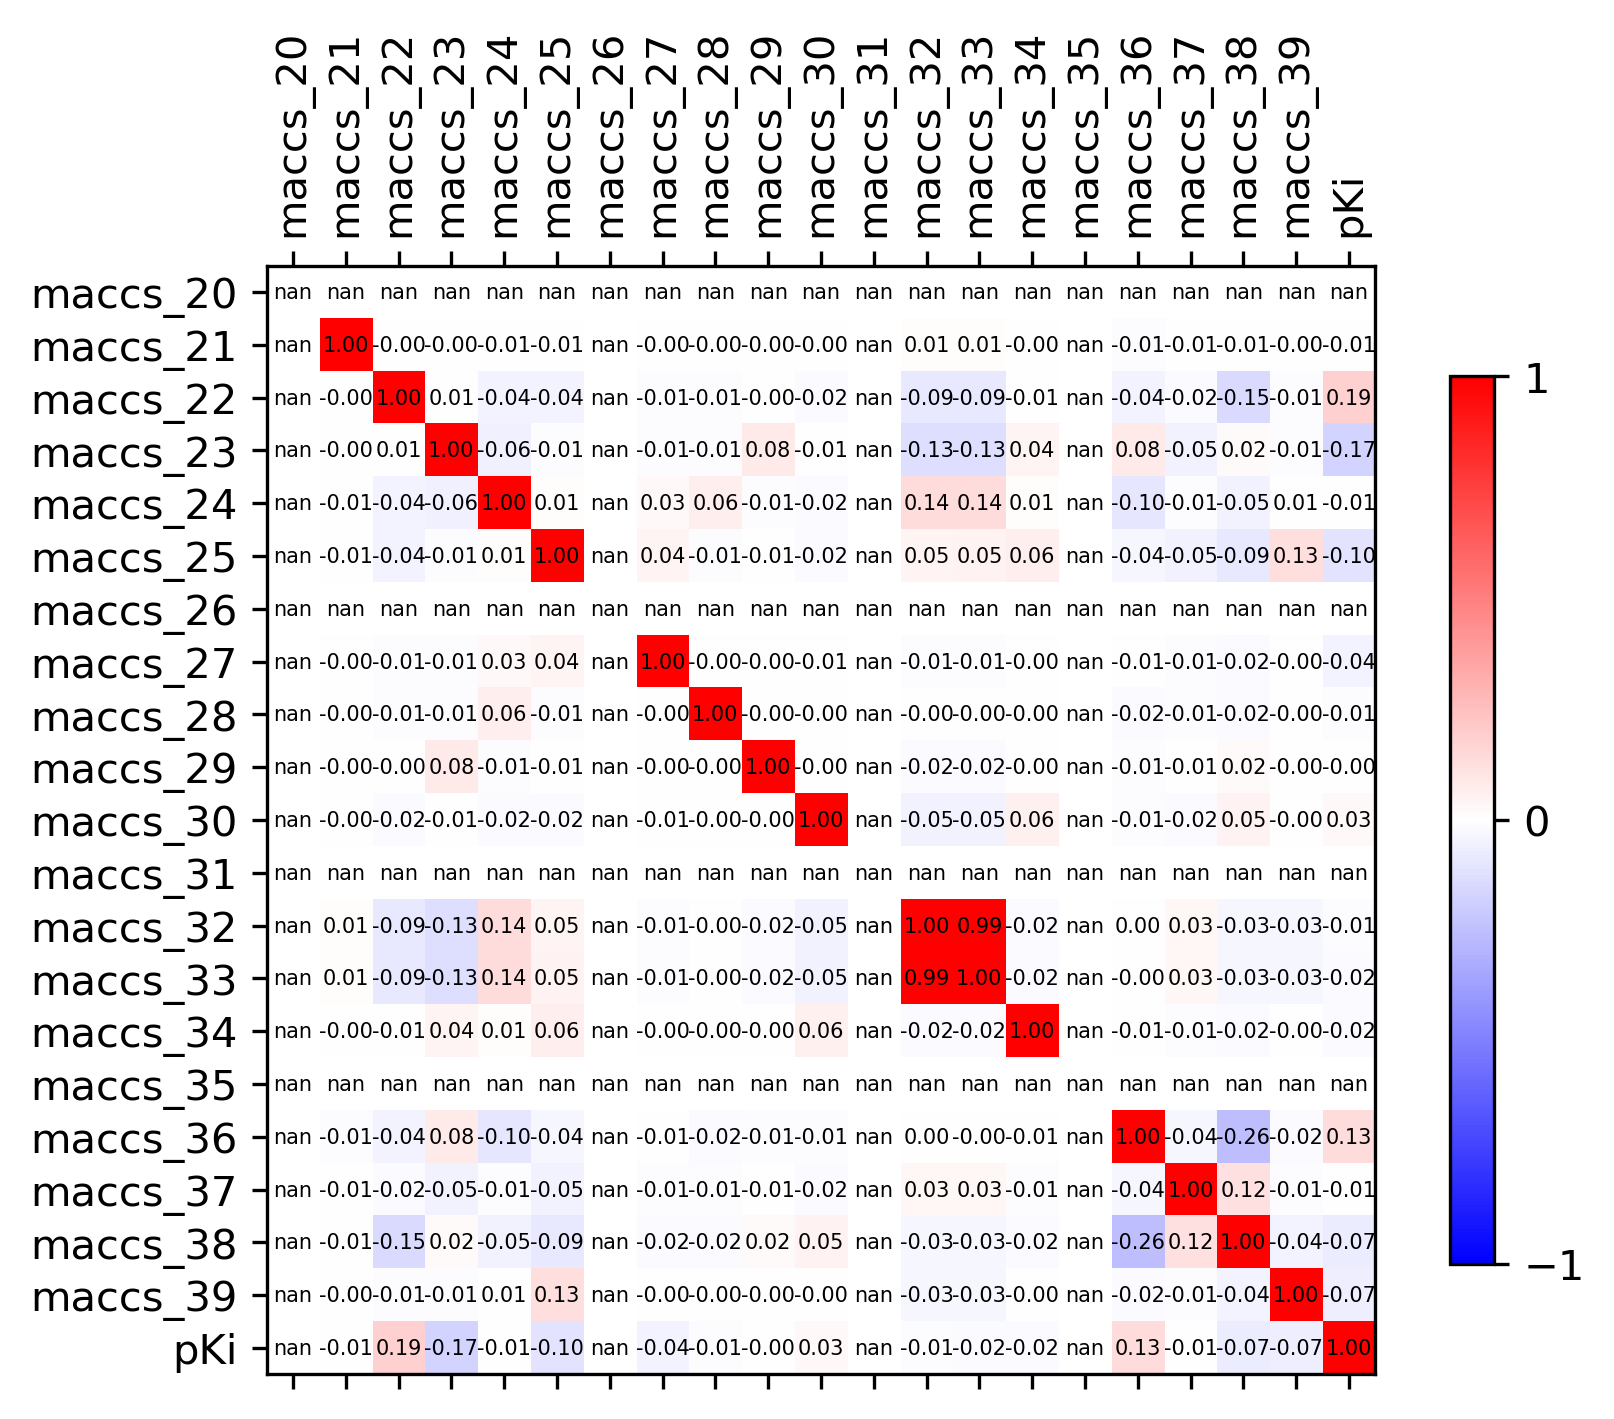 maccs_20 maccs_21 maccs_22 maccs_23 maccs_24 maccs_25 maccs_26 maccs_27 maccs_28 maccs_29 maccs_30 maccs_31 maccs_32 maccs_33 maccs_34 maccs_35 maccs_36 maccs_37 maccs_38 maccs_39 pKi
maccs_20 nan nan nan nan nan nan nan nan nan nan nan nan nan nan nan nan nan nan nan nan nan
maccs_21 nan 1.00 -0.00 -0.00 -0.01 -0.01 nan -0.00 -0.00 -0.00 -0.00 nan 0.01 0.01 -0.00 nan -0.01 -0.01 -0.01 -0.00 -0.01
maccs_22 nan -0.00 1.00 0.01 -0.04 -0.04 nan -0.01 -0.01 -0.00 -0.02 nan -0.09 -0.09 -0.01 nan -0.04 -0.02 -0.15 -0.01 0.19
maccs_23 nan -0.00 0.01 1.00 -0.06 -0.01 nan -0.01 -0.01 0.08 -0.01 nan -0.13 -0.13 0.04 nan 0.08 -0.05 0.02 -0.01 -0.17
maccs_24 nan -0.01 -0.04 -0.06 1.00 0.01 nan 0.03 0.06 -0.01 -0.02 nan 0.14 0.14 0.01 nan -0.10 -0.01 -0.05 0.01 -0.01
maccs_25 nan -0.01 -0.04 -0.01 0.01 1.00 nan 0.04 -0.01 -0.01 -0.02 nan 0.05 0.05 0.06 nan -0.04 -0.05 -0.09 0.13 -0.10
maccs_26 nan nan nan nan nan nan nan nan nan nan nan nan nan nan nan nan nan nan nan nan nan
maccs_27 nan -0.00 -0.01 -0.01 0.03 0.04 nan 1.00 -0.00 -0.00 -0.01 nan -0.01 -0.01 -0.00 nan -0.01 -0.01 -0.02 -0.00 -0.04
maccs_28 nan -0.00 -0.01 -0.01 0.06 -0.01 nan -0.00 1.00 -0.00 -0.00 nan -0.00 -0.00 -0.00 nan -0.02 -0.01 -0.02 -0.00 -0.01
maccs_29 nan -0.00 -0.00 0.08 -0.01 -0.01 nan -0.00 -0.00 1.00 -0.00 nan -0.02 -0.02 -0.00 nan -0.01 -0.01 0.02 -0.00 -0.00
maccs_30 nan -0.00 -0.02 -0.01 -0.02 -0.02 nan -0.01 -0.00 -0.00 1.00 nan -0.05 -0.05 0.06 nan -0.01 -0.02 0.05 -0.00 0.03
maccs_31 nan nan nan nan nan nan nan nan nan nan nan nan nan nan nan nan nan nan nan nan nan
maccs_32 nan 0.01 -0.09 -0.13 0.14 0.05 nan -0.01 -0.00 -0.02 -0.05 nan 1.00 0.99 -0.02 nan 0.00 0.03 -0.03 -0.03 -0.01
maccs_33 nan 0.01 -0.09 -0.13 0.14 0.05 nan -0.01 -0.00 -0.02 -0.05 nan 0.99 1.00 -0.02 nan -0.00 0.03 -0.03 -0.03 -0.02
maccs_34 nan -0.00 -0.01 0.04 0.01 0.06 nan -0.00 -0.00 -0.00 0.06 nan -0.02 -0.02 1.00 nan -0.01 -0.01 -0.02 -0.00 -0.02
maccs_35 nan nan nan nan nan nan nan nan nan nan nan nan nan nan nan nan nan nan nan nan nan
maccs_36 nan -0.01 -0.04 0.08 -0.10 -0.04 nan -0.01 -0.02 -0.01 -0.01 nan 0.00 -0.00 -0.01 nan 1.00 -0.04 -0.26 -0.02 0.13
maccs_37 nan -0.01 -0.02 -0.05 -0.01 -0.05 nan -0.01 -0.01 -0.01 -0.02 nan 0.03 0.03 -0.01 nan -0.04 1.00 0.12 -0.01 -0.01
maccs_38 nan -0.01 -0.15 0.02 -0.05 -0.09 nan -0.02 -0.02 0.02 0.05 nan -0.03 -0.03 -0.02 nan -0.26 0.12 1.00 -0.04 -0.07
maccs_39 nan -0.00 -0.01 -0.01 0.01 0.13 nan -0.00 -0.00 -0.00 -0.00 nan -0.03 -0.03 -0.00 nan -0.02 -0.01 -0.04 1.00 -0.07
pKi nan -0.01 0.19 -0.17 -0.01 -0.10 nan -0.04 -0.01 -0.00 0.03 nan -0.01 -0.02 -0.02 nan 0.13 -0.01 -0.07 -0.07 1.00
1
0
−1